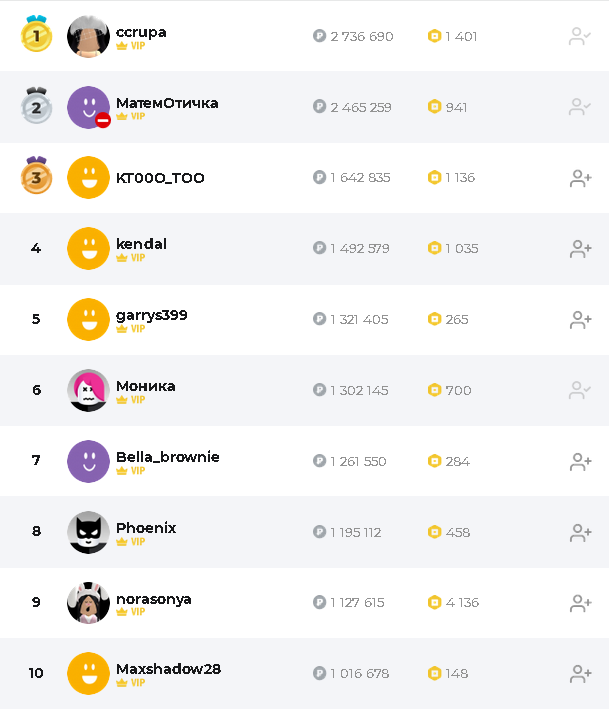 1 ccrupa 2 736 690 1 401
VIP
2 МатемОтичка 2 465 259 941
VIP
3 KT00O_TOO 1 642 835 1 136
4 kendal 1 492 579 1 035
VIP
5 garrys399 1 321 405 265
VIP
6 Моника 1 302 145 700
VIP
7 Bella_brownie 1 261 550 284
VIP
8 Phoenix 1 195 112 458
VIP
9 norasonya 1 127 615 4 136
VIP
10 Maxshadow28 1 016 678 148
VIP